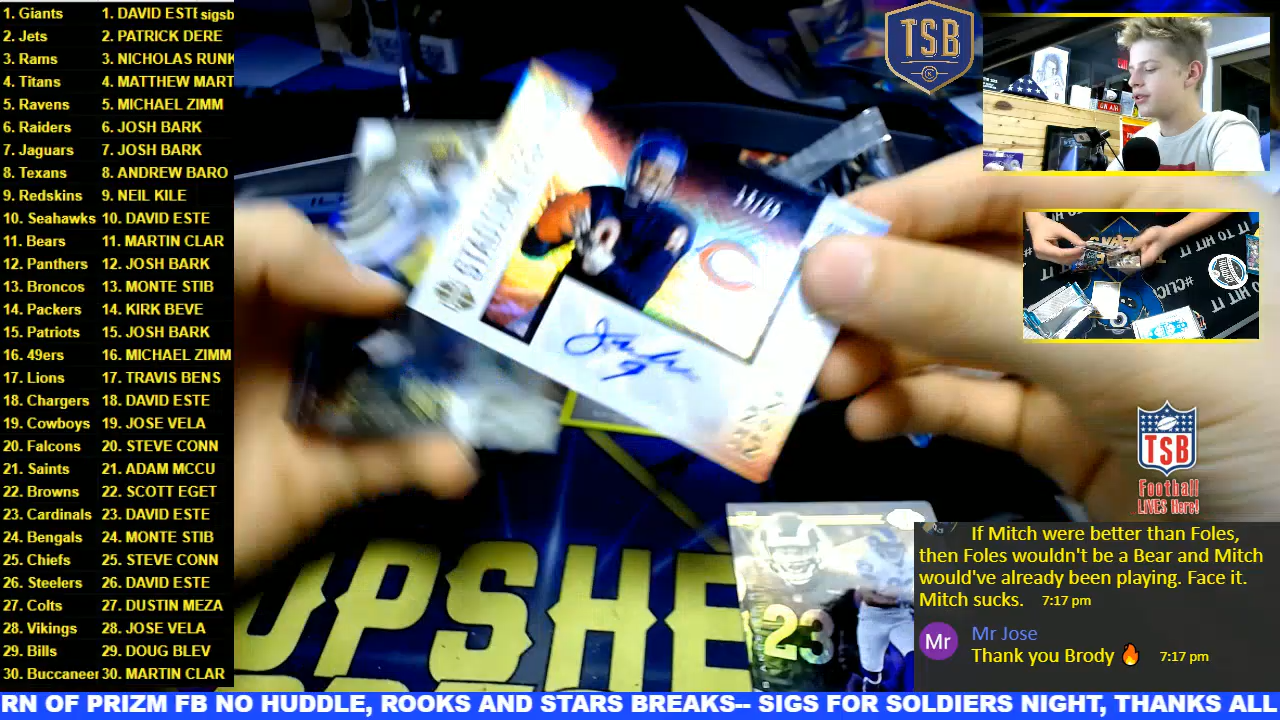 1. Giants 1. DAVID ESTE sigsb
2. Jets 2. PATRICK DERE
3. Rams 3. NICHOLAS RUNK
4. Titans 4. MATTHEW MART
5. Ravens 5. MICHAEL ZIMM
6. Raiders 6. JOSH BARK
7. Jaguars 7. JOSH BARK
8. Texans 8. ANDREW BARO
9. Redskins 9. NEIL KILE
10. Seahawks 10. DAVID ESTE
11. Bears 11. MARTIN CLAR
12. Panthers 12. JOSH BARK
13. Broncos 13. MONTE STIB
14. Packers 14. KIRK BEVE
15. Patriots 15. JOSH BARK
16. 49ers 16. MICHAEL ZIMM
17. Lions 17. TRAVIS BENS
18. Chargers 18. DAVID ESTE
19. Cowboys 19. JOSE VELA
20. Falcons 20. STEVE CONN
21. Saints 21. ADAM MCCU
22. Browns 22. SCOTT EGET
23. Cardinals 23. DAVID ESTE
24. Bengals 24. MONTE STIB
25. Chiefs 25. STEVE CONN
26. Steelers 26. DAVID ESTE
27. Colts 27. DUSTIN MEZA
28. Vikings 28. JOSE VELA
29. Bills 29. DOUG BLEV
30. Buccaneer 30. MARTIN CLAR
TSB
ON AIR
TSB
Football
LIVES Here!
23
If Mitch were better than Foles,
then Foles wouldn't be a Bear and Mitch
would've already been playing. Face it.
Mitch sucks. 7:17 pm
Mr Mr Jose
Thank you Brody 🔥 7:17 pm
RN OF PRIZM FB NO HUDDLE, ROOKS AND STARS BREAKS-- SIGS FOR SOLDIERS NIGHT, THANKS ALL